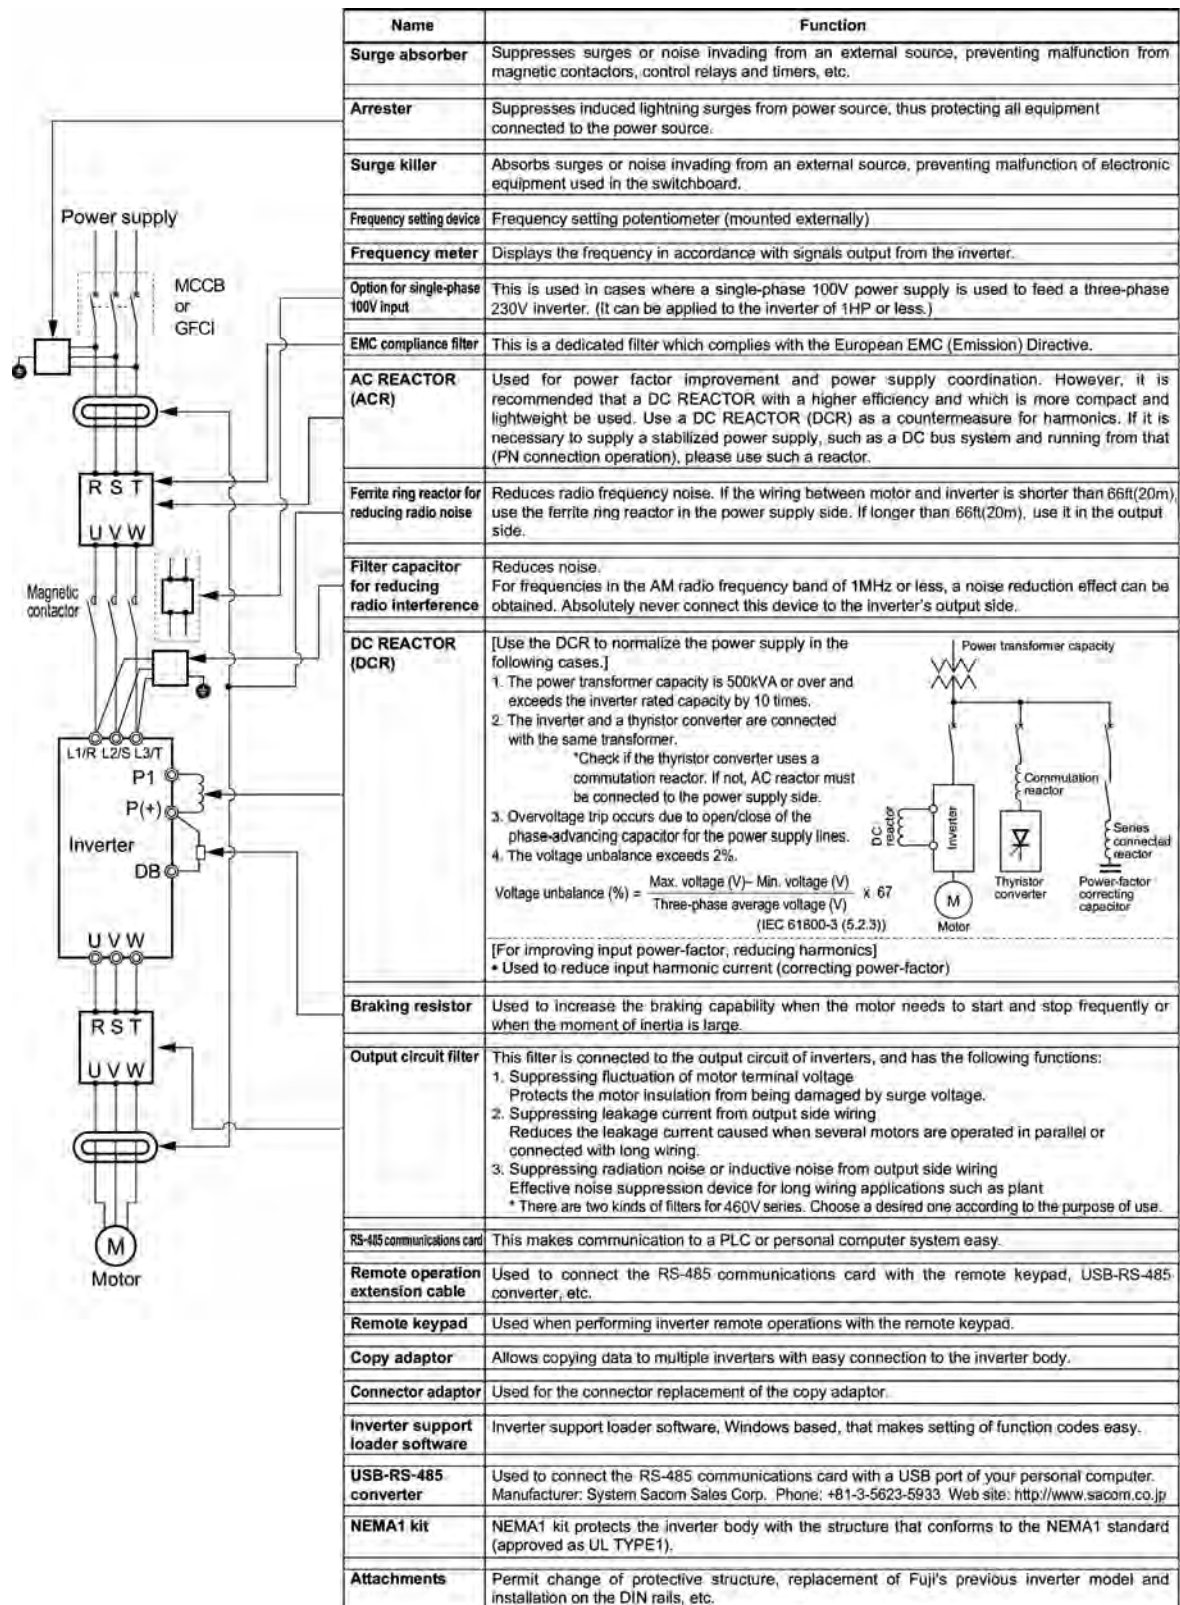 Name
Function
Surge absorber
Suppresses surges or noise invading from an external source, preventing malfunction from
magnetic contactors, control relays and timers, etc.
Arrester
Suppresses induced lightning surges from power source, thus protecting all equipment
connected to the power source.
Surge killer
Absorbs surges or noise invading from an external source, preventing malfunction of electronic
equipment used in the switchboard.
Frequency setting device
Frequency setting potentiometer (mounted externally)
Frequency meter
Displays the frequency in accordance with signals output from the inverter.
Option for single-phase
100V input
This is used in cases where a single-phase 100V power supply is used to feed a three-phase
230V inverter. (It can be applied to the inverter of 1HP or less.)
EMC compliance filter
This is a dedicated filter which complies with the European EMC (Emission) Directive.
AC REACTOR
(ACR)
Used for power factor improvement and power supply coordination. However, it is
recommended that a DC REACTOR with a higher efficiency and which is more compact and
lightweight be used. Use a DC REACTOR (DCR) as a countermeasure for harmonics. If it is
necessary to supply a stabilized power supply, such as a DC bus system and running from that
(PN connection operation), please use such a reactor.
Ferrite ring reactor for
reducing radio noise
Reduces radio frequency noise. If the wiring between motor and inverter is shorter than 66ft(20m),
use the ferrite ring reactor in the power supply side. If longer than 66ft(20m), use it in the output
side.
Filter capacitor
for reducing
radio interference
Reduces noise.
For frequencies in the AM radio frequency band of 1MHz or less, a noise reduction effect can be
obtained. Absolutely never connect this device to the inverter's output side.
DC REACTOR
(DCR)
[Use the DCR to normalize the power supply in the
following cases.]
1. The power transformer capacity is 500kVA or over and
exceeds the inverter rated capacity by 10 times.
2. The inverter and a thyristor converter are connected
with the same transformer.
*Check if the thyristor converter uses a
commutation reactor. If not, AC reactor must
be connected to the power supply side.
3. Overvoltage trip occurs due to open/close of the
phase-advancing capacitor for the power supply lines.
4. The voltage unbalance exceeds 2%.
Voltage unbalance (%) = Max. voltage (V)– Min. voltage (V) x 67
Three-phase average voltage (V)
(IEC 61800-3 (5.2.3))
Power transformer capacity
Commutation
reactor
DC
reactor
Inverter
Series
connected
reactor
Thyristor
converter
Power-factor
correcting
capacitor
M
Motor
[For improving input power-factor, reducing harmonics]
• Used to reduce input harmonic current (correcting power-factor)
Braking resistor
Used to increase the braking capability when the motor needs to start and stop frequently or
when the moment of inertia is large.
Output circuit filter
This filter is connected to the output circuit of inverters, and has the following functions:
1. Suppressing fluctuation of motor terminal voltage
Protects the motor insulation from being damaged by surge voltage.
2. Suppressing leakage current from output side wiring
Reduces the leakage current caused when several motors are operated in parallel or
connected with long wiring.
3. Suppressing radiation noise or inductive noise from output side wiring
Effective noise suppression device for long wiring applications such as plant
* There are two kinds of filters for 460V series. Choose a desired one according to the purpose of use.
RS-485 communications card
This makes communication to a PLC or personal computer system easy.
Remote operation
extension cable
Used to connect the RS-485 communications card with the remote keypad, USB-RS-485
converter, etc.
Remote keypad
Used when performing inverter remote operations with the remote keypad.
Copy adaptor
Allows copying data to multiple inverters with easy connection to the inverter body.
Connector adaptor
Used for the connector replacement of the copy adaptor.
Inverter support
loader software
Inverter support loader software, Windows based, that makes setting of function codes easy.
USB-RS-485
converter
Used to connect the RS-485 communications card with a USB port of your personal computer.
Manufacturer: System Sacom Sales Corp. Phone: +81-3-5623-5933 Web site: http://www.sacom.co.jp
NEMA1 kit
NEMA1 kit protects the inverter body with the structure that conforms to the NEMA1 standard
(approved as UL TYPE1).
Attachments
Permit change of protective structure, replacement of Fuji's previous inverter model and
installation on the DIN rails, etc.
Power supply
MCCB
or
GFCI
R S T
U V W
Magnetic
contactor
L1/R L2/S L3/T
P1
P(+)
Inverter
DB
U V W
R S T
U V W
M
Motor